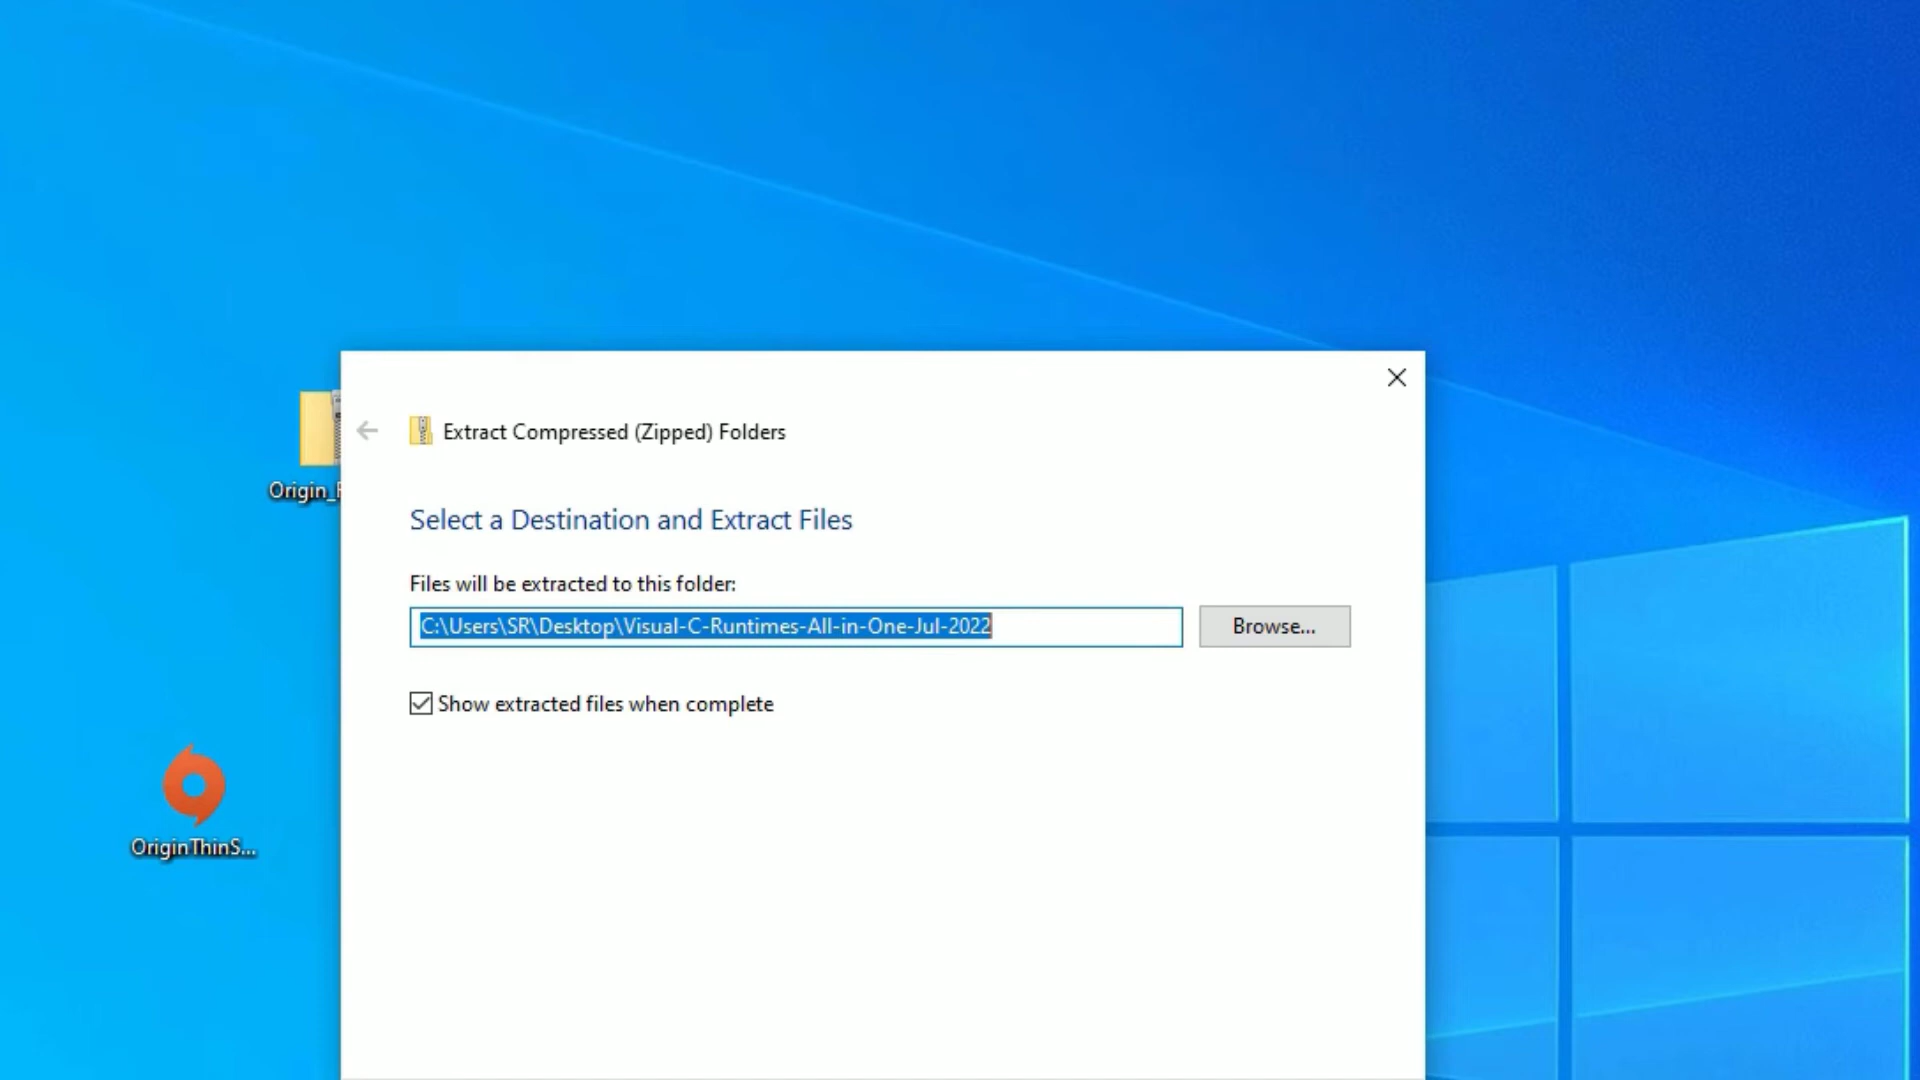 Extract Compressed (Zipped) Folders
Origin_
Select a Destination and Extract Files
Files will be extracted to this folder:
C:\Users\SR\Desktop\Visual-C-Runtimes-All-in-One-Jul-2022
Browse...
Show extracted files when complete
OriginThinS...